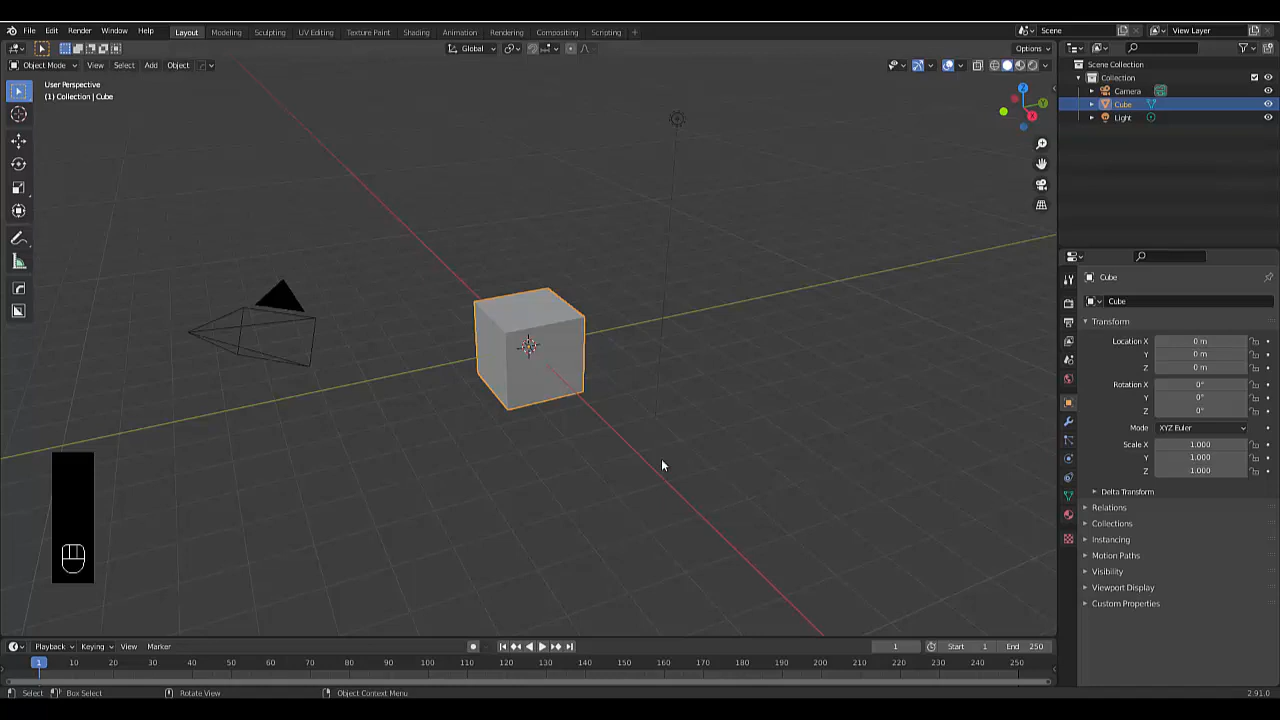 File Edit Render Window Help Layout Modeling Sculpting UV Editing Texture Paint Shading Animation Rendering Compositing Scripting + Scene View Layer
Global Options
Object Mode View Select Add Object
User Perspective
(1) Collection | Cube
Z
Y
X
Scene Collection
Collection
Camera
Cube
Light
Cube
Cube
Transform
Location X 0 m
Y 0 m
Z 0 m
Rotation X 0°
Y 0°
Z 0°
Mode XYZ Euler
Scale X 1.000
Y 1.000
Z 1.000
Delta Transform
Relations
Collections
Instancing
Motion Paths
Visibility
Viewport Display
Custom Properties
Playback Keying View Marker 1 Start 1 End 250
1 10 20 30 40 50 60 70 80 90 100 110 120 130 140 150 160 170 180 190 200 210 220 230 240 250
Select Box Select Rotate View Object Context Menu 2.91.0